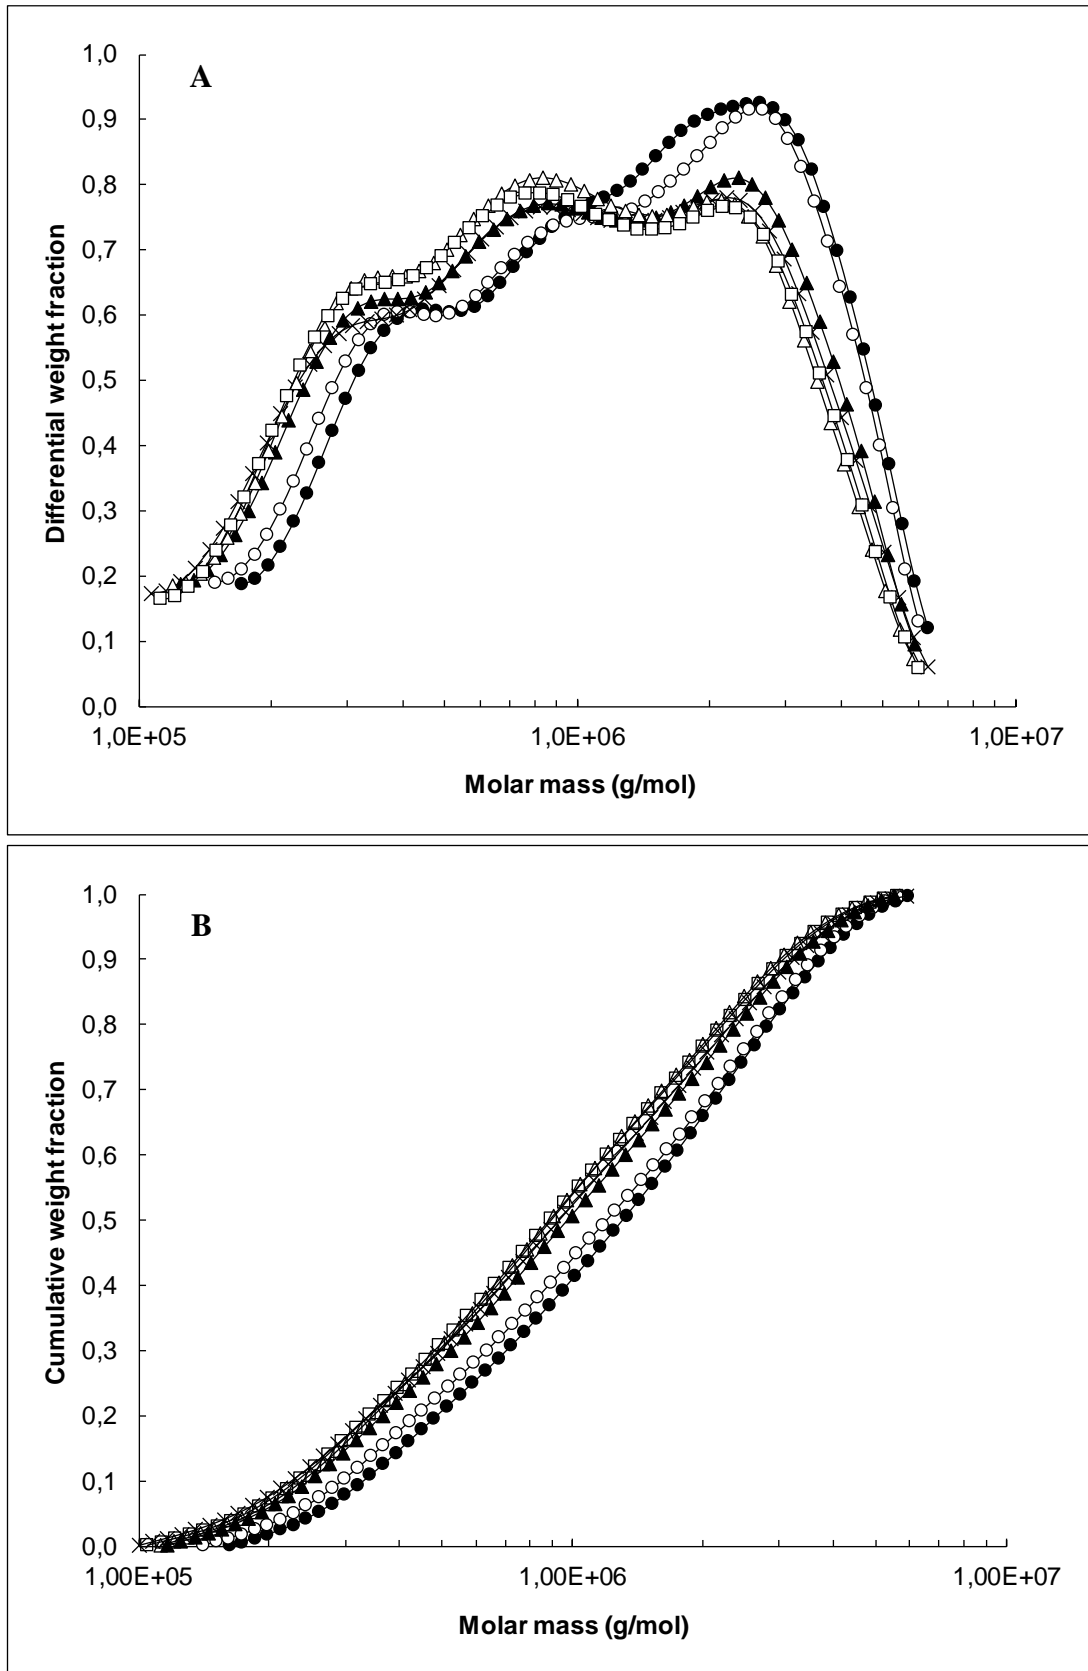 A
1,0
0,9
0,8
0,7
0,6
0,5
0,4
0,3
0,2
0,1
0,0
Differential weight fraction
1,0E+05 1,0E+06 1,0E+07
Molar mass (g/mol)
B
1,0
0,9
0,8
0,7
0,6
0,5
0,4
0,3
0,2
0,1
0,0
Cumulative weight fraction
1,00E+05 1,00E+06 1,00E+07
Molar mass (g/mol)